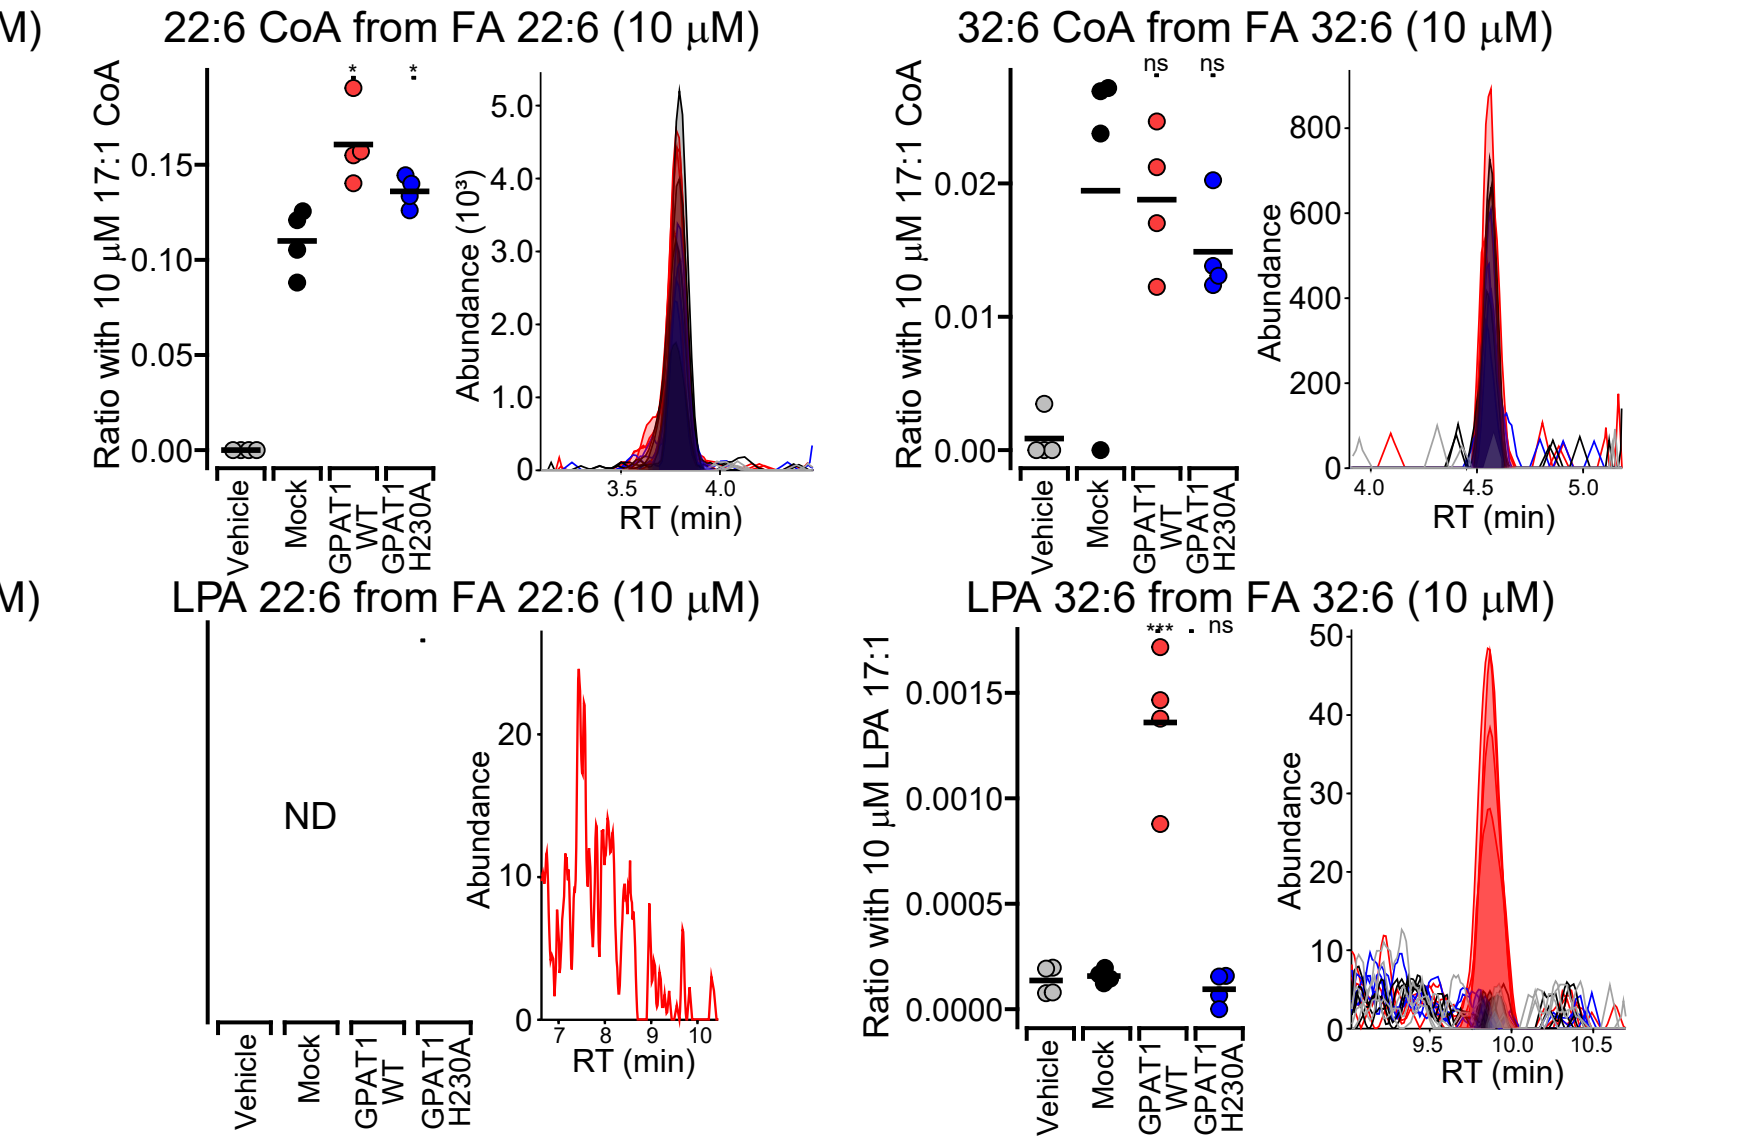 M)
22:6 CoA from FA 22:6 (10 μM)
Ratio with 10 μM 17:1 CoA
0.15
0.10
0.05
0.00
* *
Vehicle
Mock
GPAT1
WT
GPAT1
H230A
Abundance (10³)
5.0
4.0
3.0
2.0
1.0
0
3.5 4.0
RT (min)
32:6 CoA from FA 32:6 (10 μM)
Ratio with 10 μM 17:1 CoA
0.02
0.01
0.00
ns ns
Vehicle
Mock
GPAT1
WT
GPAT1
H230A
Abundance
800
600
400
200
0
4.0 4.5 5.0
RT (min)
M)
LPA 22:6 from FA 22:6 (10 μM)
ND
Vehicle
Mock
GPAT1
WT
GPAT1
H230A
Abundance
20
10
0
7 8 9 10
RT (min)
LPA 32:6 from FA 32:6 (10 μM)
Ratio with 10 μM LPA 17:1
0.0015
0.0010
0.0005
0.0000
*** ns
Vehicle
Mock
GPAT1
WT
GPAT1
H230A
Abundance
50
40
30
20
10
0
9.5 10.0 10.5
RT (min)